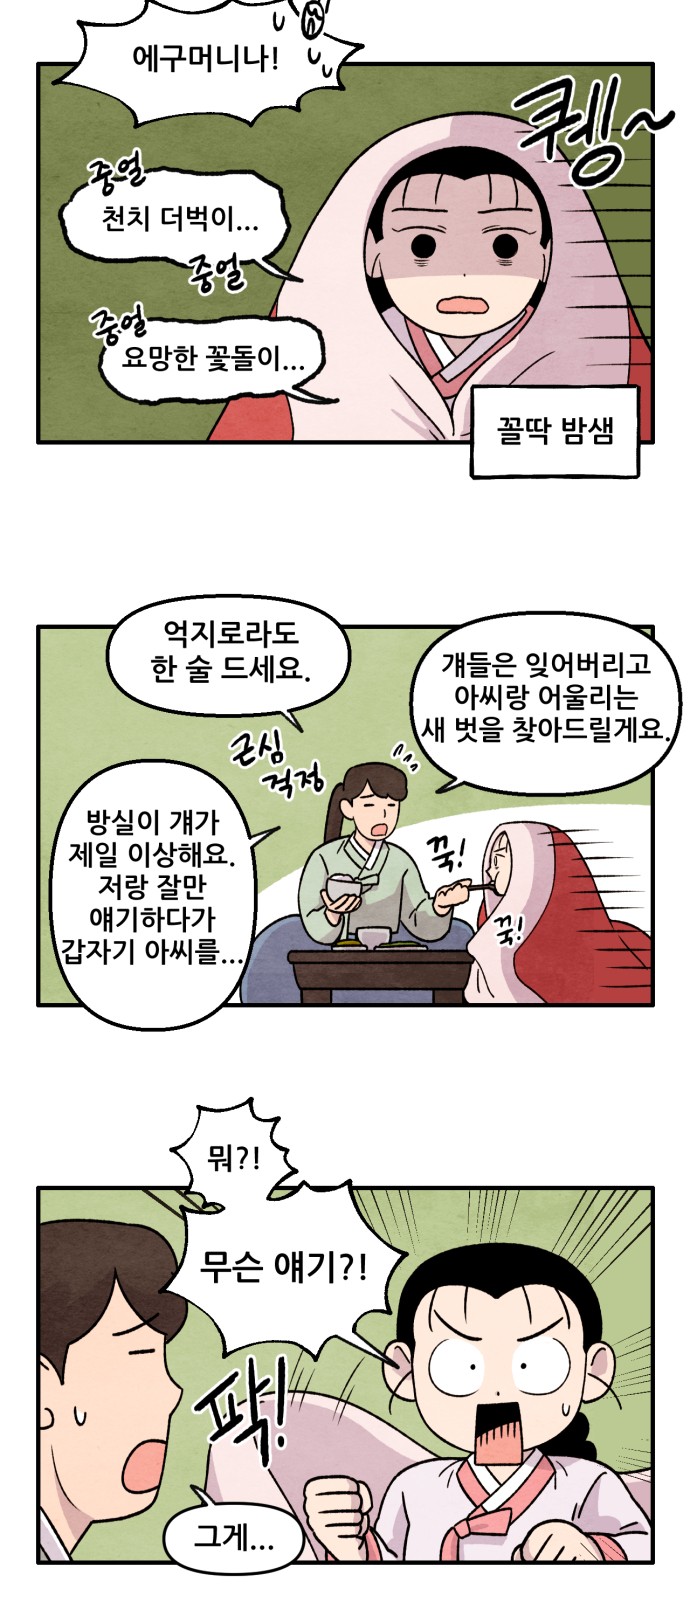 에구머니나!
퀭~
중얼
천치 더벅이...
중얼
중얼
요망한 꽃돌이...
꼴딱 밤샘
억지로라도
한 술 드세요.
걔들은 잊어버리고
아씨랑 어울리는
새 벗을 찾아드릴게요.
근심
걱정
방실이 걔가
제일 이상해요.
저랑 잘만
얘기하다가
갑자기 아씨를...
꾹!
꾹!
뭐?!
무슨 얘기?!
팍!
그게...